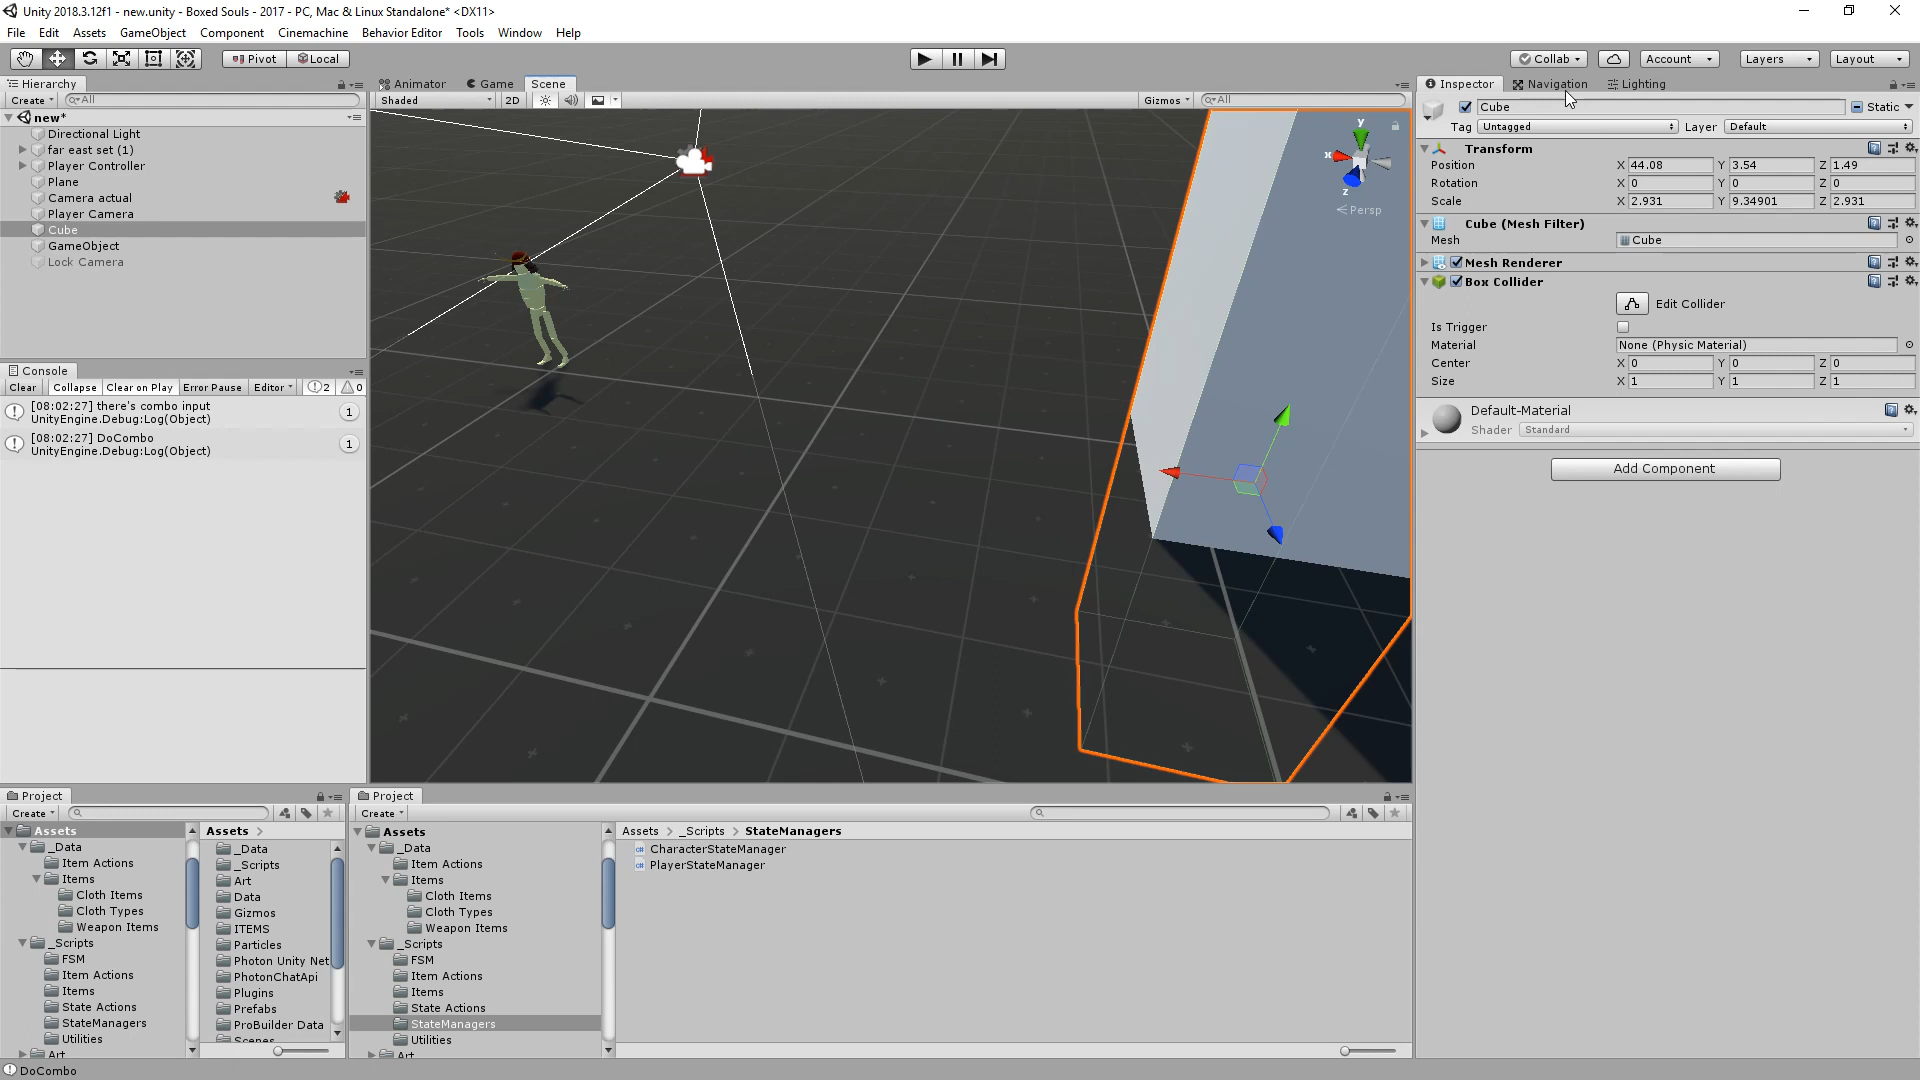 Unity 2018.3.12f1 - new.unity - Boxed Souls - 2017 - PC, Mac & Linux Standalone* <DX11>
File Edit Assets GameObject Component Cinemachine Behavior Editor Tools Window Help
Pivot Local Collab Account Layers Layout
Hierarchy
Create All
new*
Directional Light
far east set (1)
Player Controller
Plane
Camera actual
Player Camera
Cube
GameObject
Lock Camera
Console
Clear Collapse Clear on Play Error Pause Editor 2 0
[08:02:27] there's combo input
UnityEngine.Debug:Log(Object)
1
[08:02:27] DoCombo
UnityEngine.Debug:Log(Object)
1
Animator Game Scene
Shaded 2D Gizmos All
y
x
z
Persp
Inspector Navigation Lighting
Cube Static
Tag Untagged Layer Default
Transform
Position X 44.08 Y 3.54 Z 1.49
Rotation X 0 Y 0 Z 0
Scale X 2.931 Y 9.34901 Z 2.931
Cube (Mesh Filter)
Mesh Cube
Mesh Renderer
Box Collider
Edit Collider
Is Trigger
Material None (Physic Material)
Center X 0 Y 0 Z 0
Size X 1 Y 1 Z 1
Default-Material
Shader Standard
Add Component
Project
Create
Assets
_Data
Item Actions
Items
Cloth Items
Cloth Types
Weapon Items
_Scripts
FSM
Item Actions
Items
State Actions
StateManagers
Utilities
Art
Assets
_Data
_Scripts
Art
Data
Gizmos
ITEMS
Particles
Photon Unity Net
PhotonChatApi
Plugins
Prefabs
ProBuilder Data
Scenes
Project
Create
Assets
_Data
Item Actions
Items
Cloth Items
Cloth Types
Weapon Items
_Scripts
FSM
Item Actions
Items
State Actions
StateManagers
Utilities
Art
Assets _Scripts StateManagers
CharacterStateManager
PlayerStateManager
DoCombo